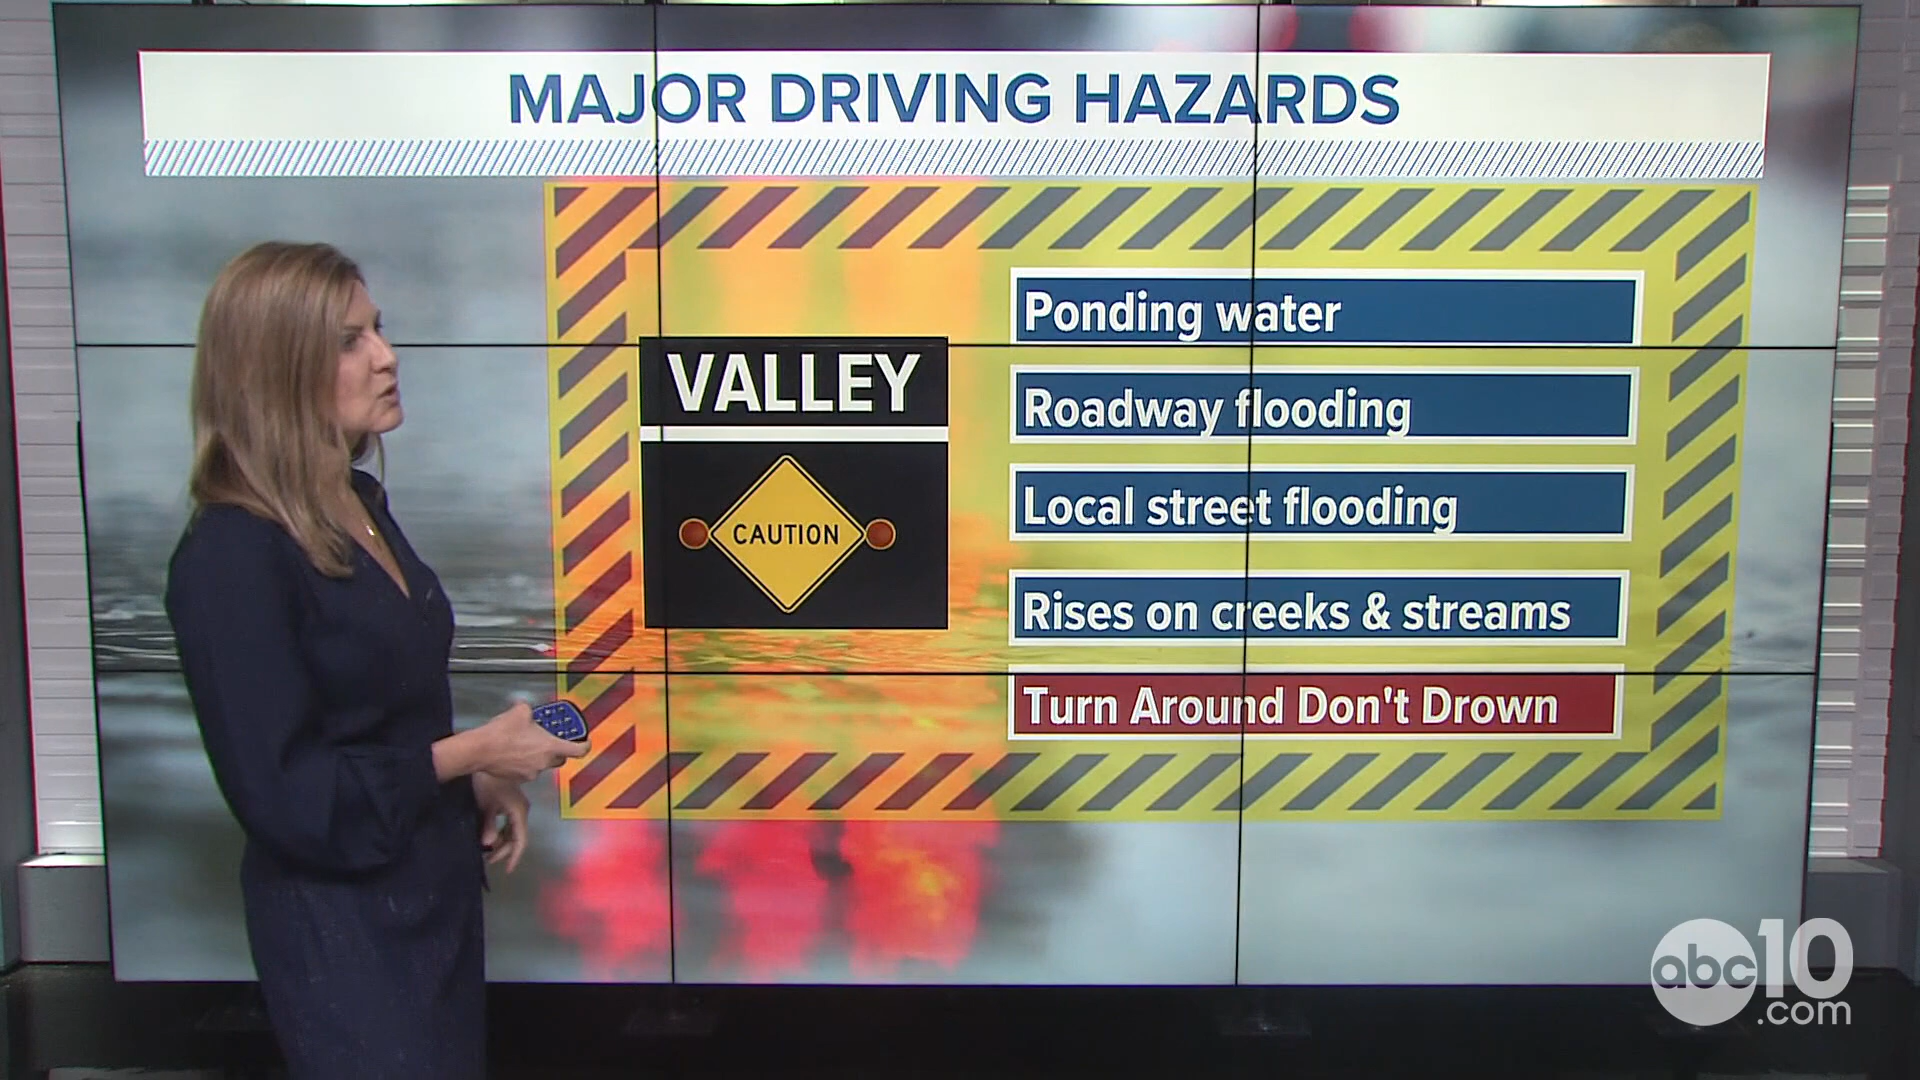 MAJOR DRIVING HAZARDS
VALLEY
CAUTION
Ponding water
Roadway flooding
Local street flooding
Rises on creeks & streams
Turn Around Don't Drown
abc10
.com